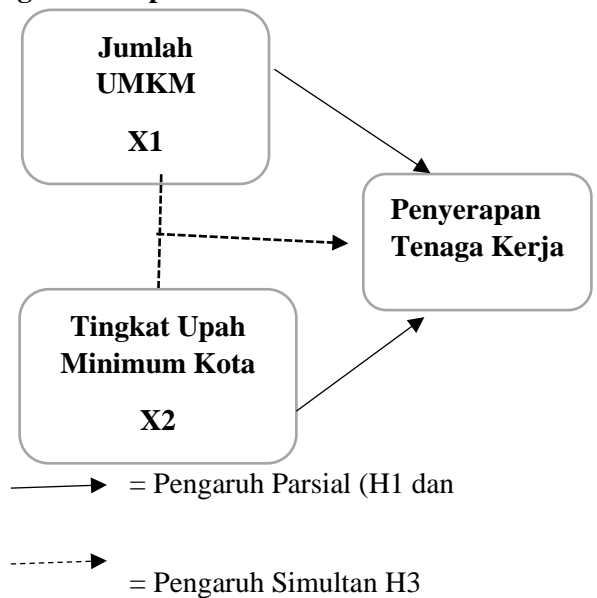 Jumlah
UMKM
X1
Penyerapan
Tenaga Kerja
Tingkat Upah
Minimum Kota
X2
= Pengaruh Parsial (H1 dan
= Pengaruh Simultan H3